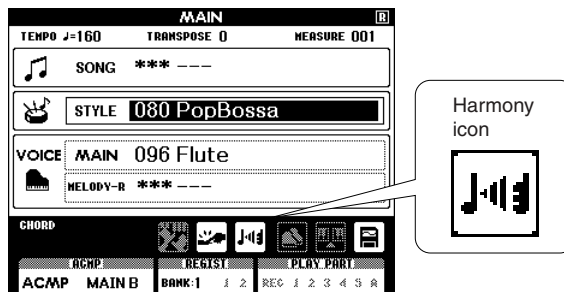 MAIN R
TEMPO ♩=160 TRANSPOSE 0 MEASURE 001
SONG *** ---
STYLE 080 PopBossa
VOICE MAIN 096 Flute
MELODY-R *** ---
CHORD
ACMP REGIST PLAY PART
ACMP MAIN B BANK:1 1 2 REC 1 2 3 4 5 A
Harmony
icon